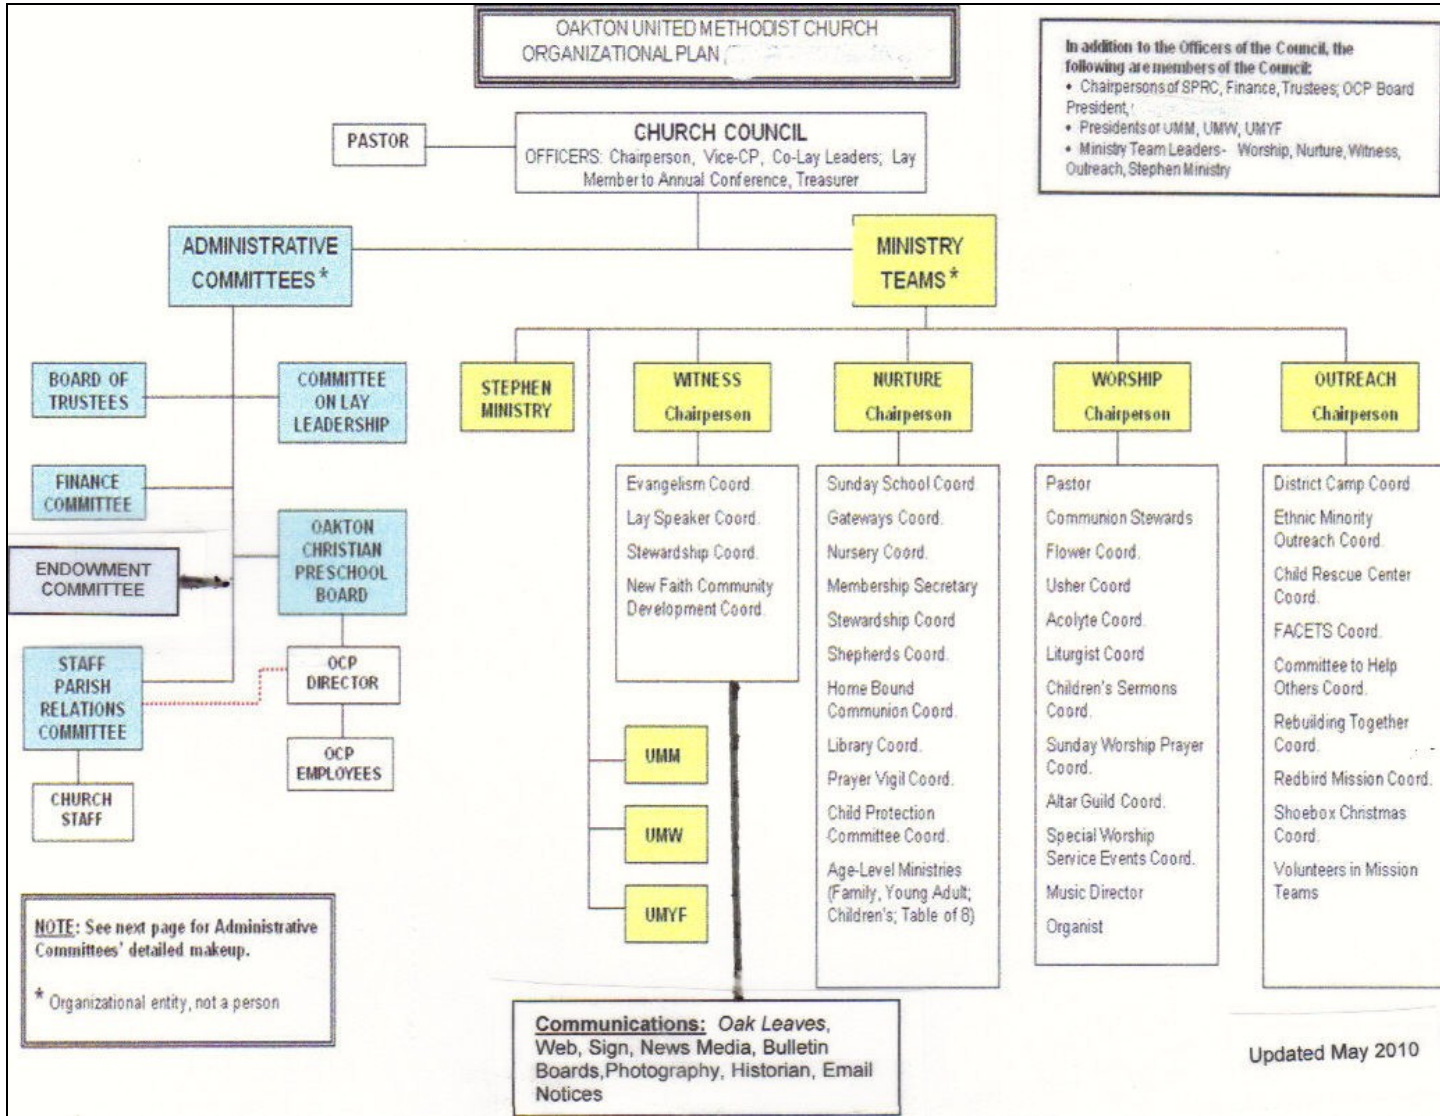 OAKTON UNITED METHODIST CHURCH
ORGANIZATIONAL PLAN
In addition to the Officers of the Council, the
following are members of the Council:
• Chairpersons of SPRC, Finance, Trustees; OCP Board
President,
• Presidents of UMM, UMW, UMYF
• Ministry Team Leaders- Worship, Nurture, Witness,
Outreach, Stephen Ministry
PASTOR
CHURCH COUNCIL
OFFICERS: Chairperson, Vice-CP, Co-Lay Leaders; Lay
Member to Annual Conference, Treasurer
ADMINISTRATIVE
COMMITTEES*
MINISTRY
TEAMS*
BOARD OF
TRUSTEES
COMMITTEE
ON LAY
LEADERSHIP
FINANCE
COMMITTEE
OAKTON
CHRISTIAN
PRESCHOOL
BOARD
ENDOWMENT
COMMITTEE
STAFF
PARISH
RELATIONS
COMMITTEE
OCP
DIRECTOR
OCP
EMPLOYEES
CHURCH
STAFF
STEPHEN
MINISTRY
WITNESS
Chairperson
Evangelism Coord.
Lay Speaker Coord.
Stewardship Coord.
New Faith Community
Development Coord.
UMM
UMW
UMYF
NURTURE
Chairperson
Sunday School Coord.
Gateways Coord.
Nursery Coord.
Membership Secretary
Stewardship Coord
Shepherds Coord.
Home Bound
Communion Coord.
Library Coord.
Prayer Vigil Coord.
Child Protection
Committee Coord.
Age-Level Ministries
(Family, Young Adult;
Children's; Table of 8)
WORSHIP
Chairperson
Pastor
Communion Stewards
Flower Coord.
Usher Coord
Acolyte Coord.
Liturgist Coord
Children's Sermons
Coord.
Sunday Worship Prayer
Coord.
Altar Guild Coord.
Special Worship
Service Events Coord.
Music Director
Organist
OUTREACH
Chairperson
District Camp Coord.
Ethnic Minority
Outreach Coord.
Child Rescue Center
Coord.
FACETS Coord.
Committee to Help
Others Coord.
Rebuilding Together
Coord.
Redbird Mission Coord.
Shoebox Christmas
Coord.
Volunteers in Mission
Teams
NOTE: See next page for Administrative
Committees' detailed makeup.
* Organizational entity, not a person
Communications: Oak Leaves,
Web, Sign, News Media, Bulletin
Boards,Photography, Historian, Email
Notices
Updated May 2010